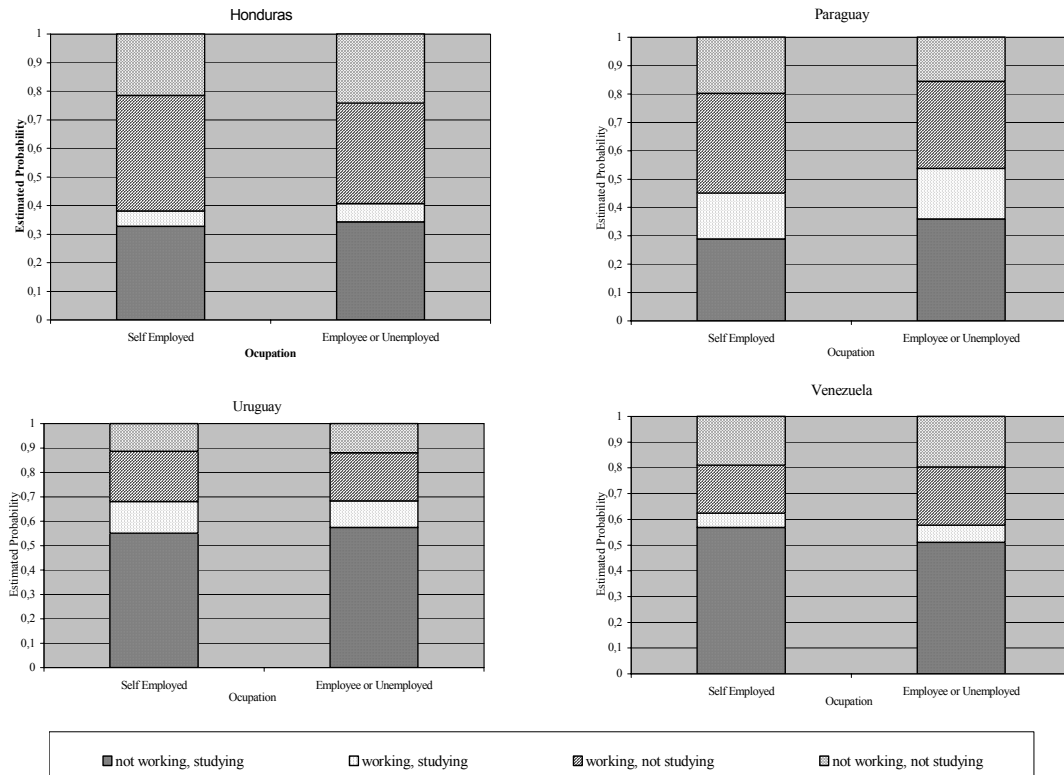 Honduras
Estimated Probability
1
0,9
0,8
0,7
0,6
0,5
0,4
0,3
0,2
0,1
0
Self Employed Employee or Unemployed
Ocupation
Paraguay
Estimated Probability
1
0,9
0,8
0,7
0,6
0,5
0,4
0,3
0,2
0,1
0
Self Employed Employee or Unemployed
Ocupation
Uruguay
Estimated Probability
1
0,9
0,8
0,7
0,6
0,5
0,4
0,3
0,2
0,1
0
Self Employed Employee or Unemployed
Ocupation
Venezuela
Estimated Probability
1
0,9
0,8
0,7
0,6
0,5
0,4
0,3
0,2
0,1
0
Self Employed Employee or Unemployed
Ocupation
not working, studying working, studying working, not studying not working, not studying